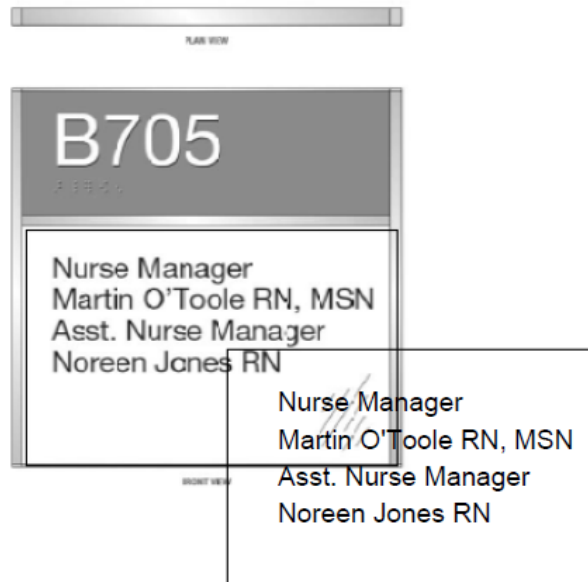 PLAN VIEW
B705
Nurse Manager
Martin O'Toole RN, MSN
Asst. Nurse Manager
Noreen Jones RN
FRONT VIEW
Nurse Manager
Martin O'Toole RN, MSN
Asst. Nurse Manager
Noreen Jones RN